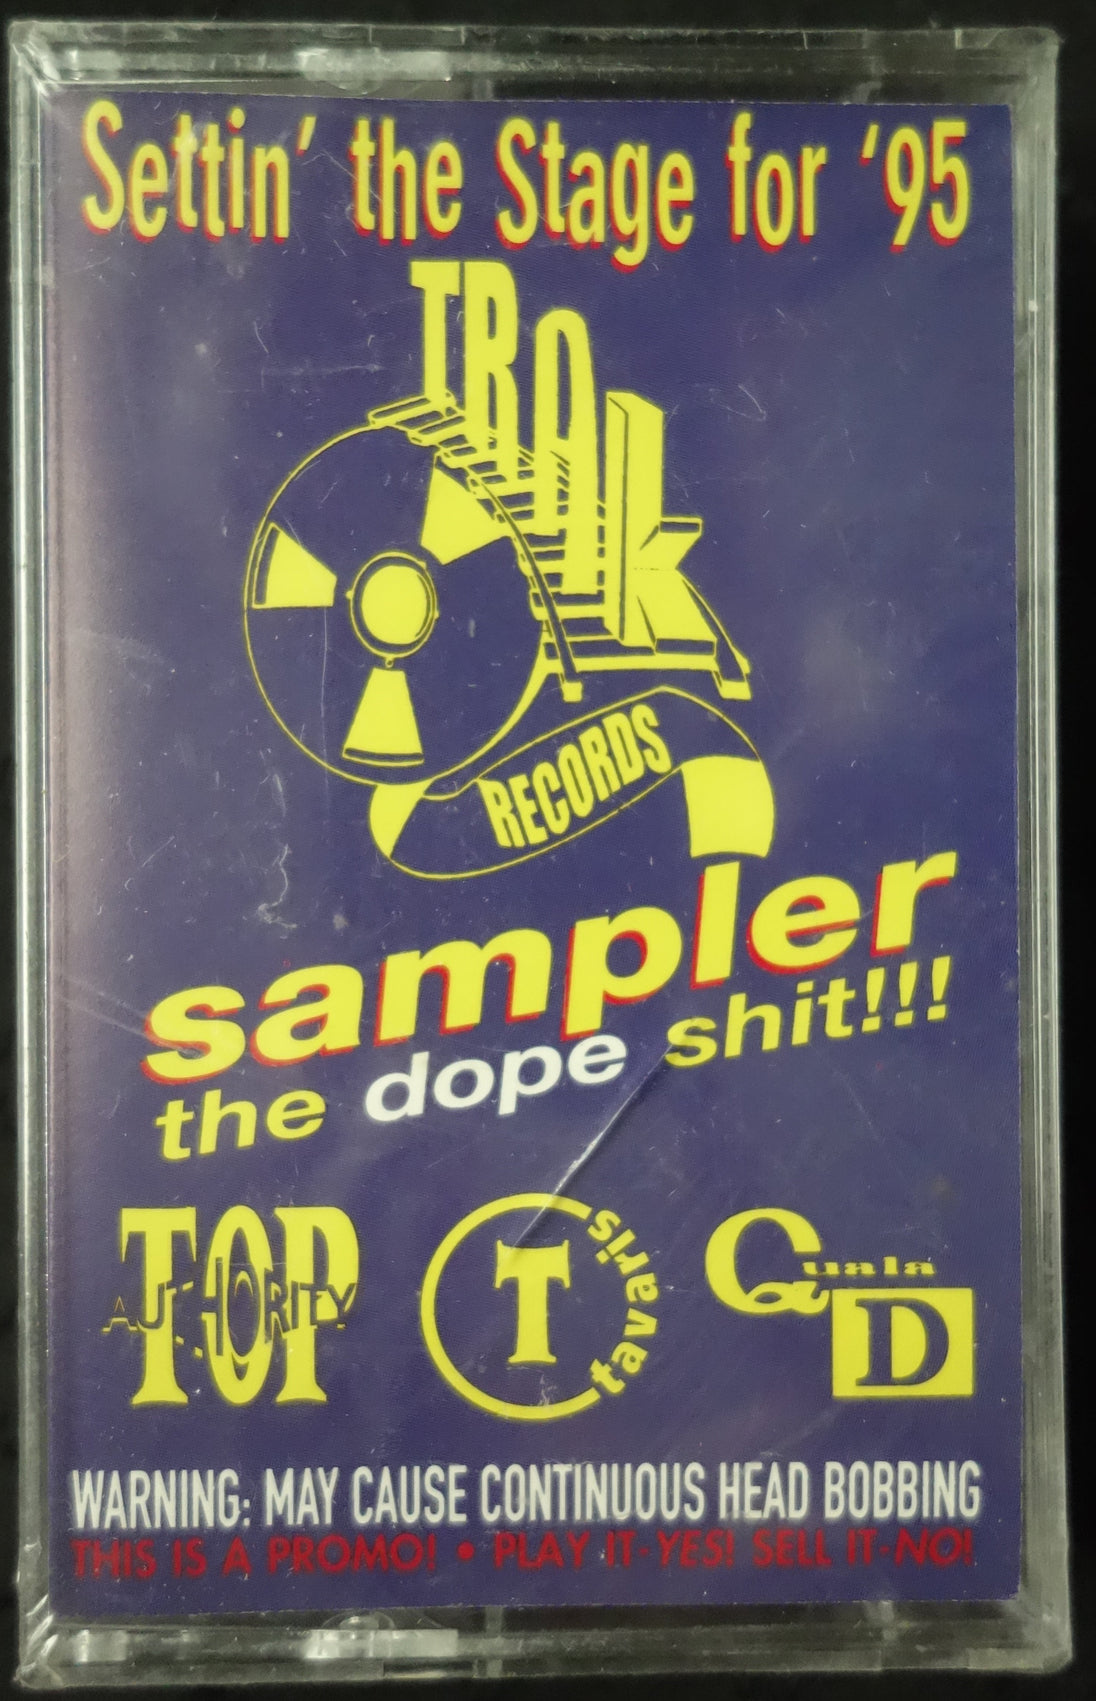 Settin' the Stage for '95
TRAK
RECORDS
sampler
the dope shit!!!
TOP
AUTHORITY
T
tavaris
Quala
D
WARNING: MAY CAUSE CONTINUOUS HEAD BOBBING
THIS IS A PROMO! • PLAY IT-YES! SELL IT-NO!